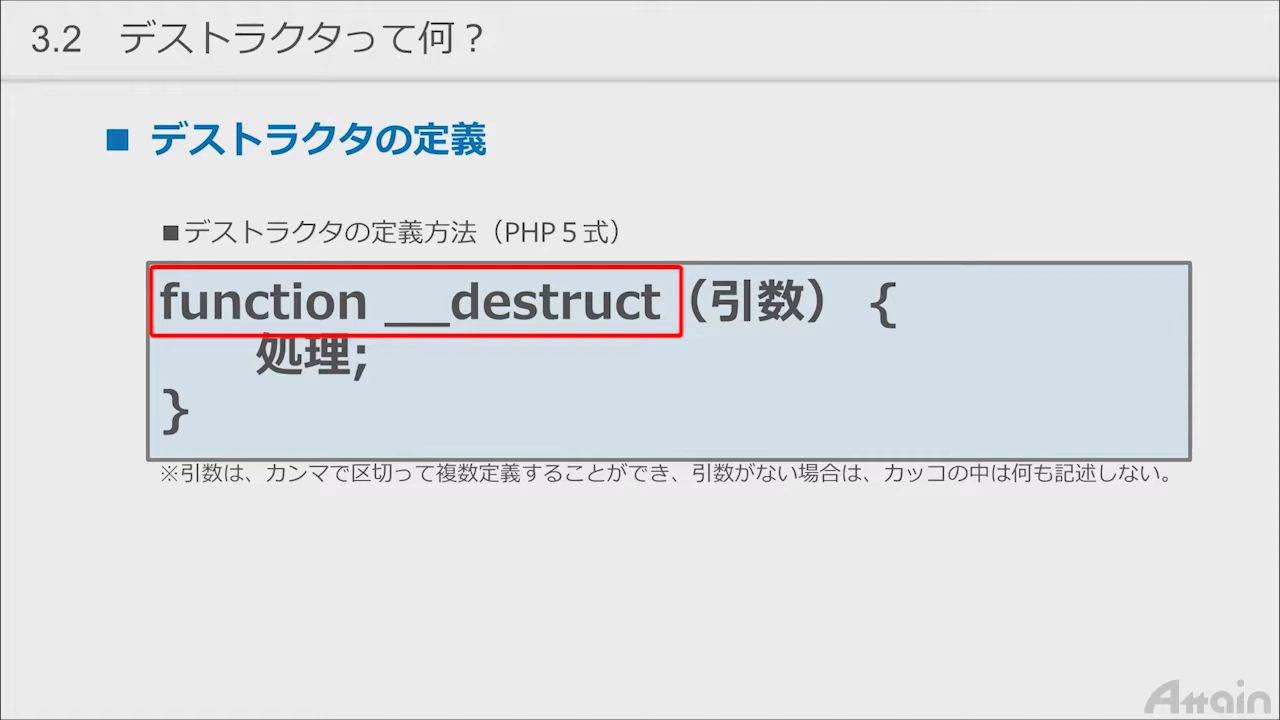 3.2 デストラクタって何？
■ デストラクタの定義
■デストラクタの定義方法（PHP５式）
function __destruct（引数） {
処理;
}
※引数は、カンマで区切って複数定義することができ、引数がない場合は、カッコの中は何も記述しない。
Attain